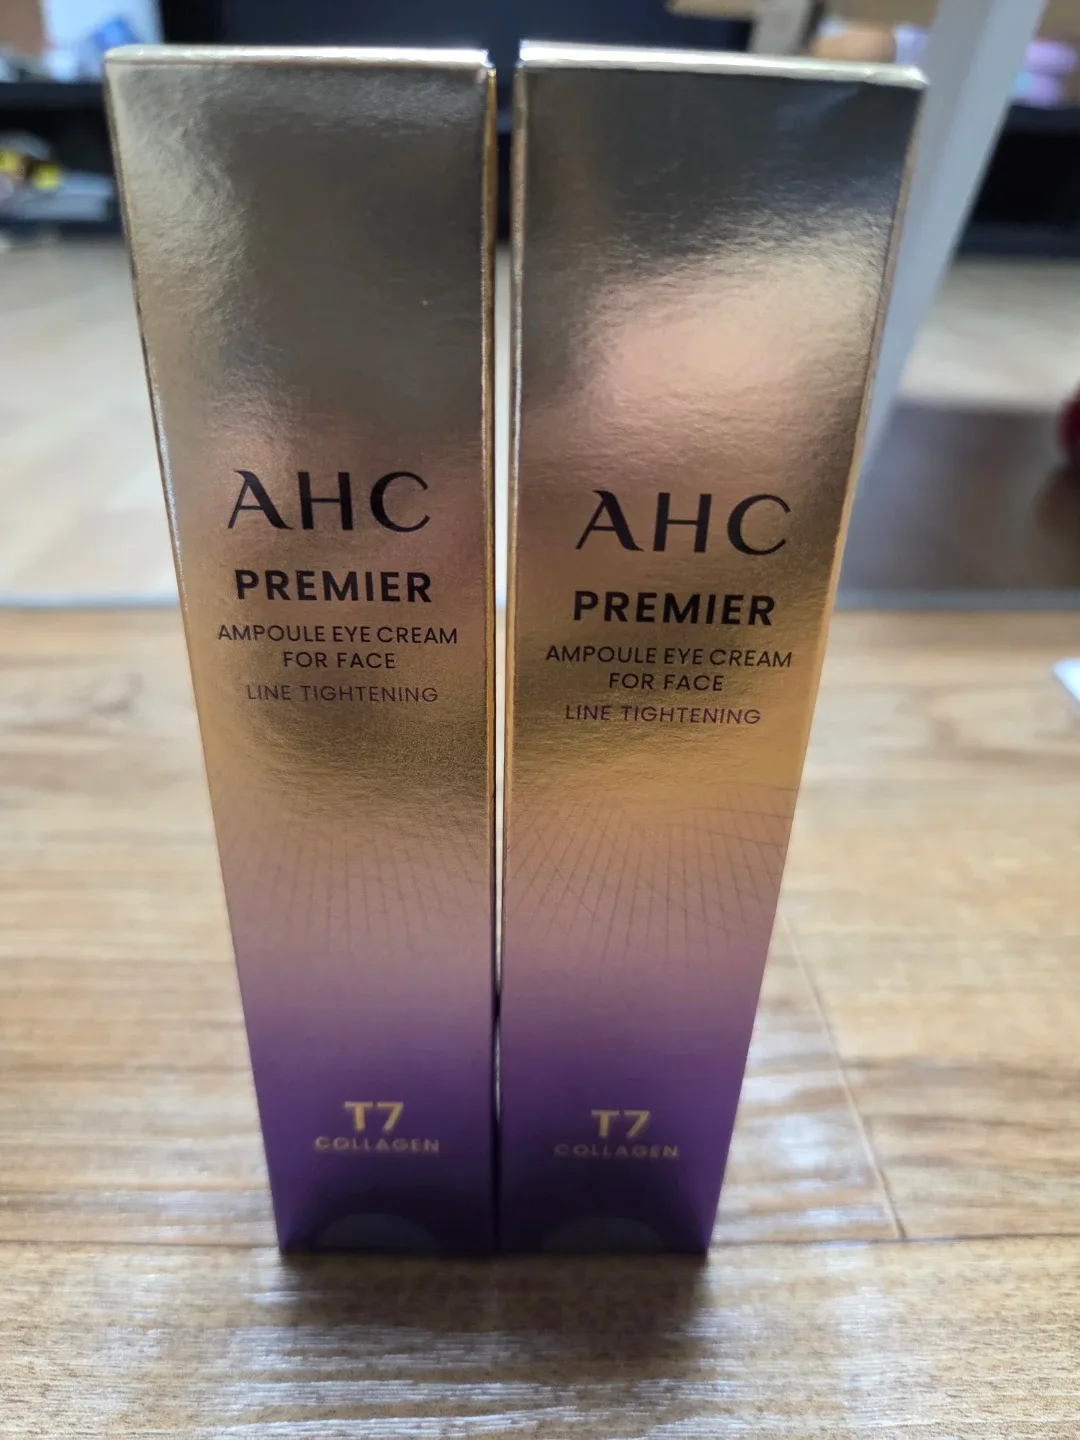 AHC
PREMIER
AMPOULE EYE CREAM
FOR FACE
LINE TIGHTENING
T7
COLLAGEN
AHC
PREMIER
AMPOULE EYE CREAM
FOR FACE
LINE TIGHTENING
T7
COLLAGEN